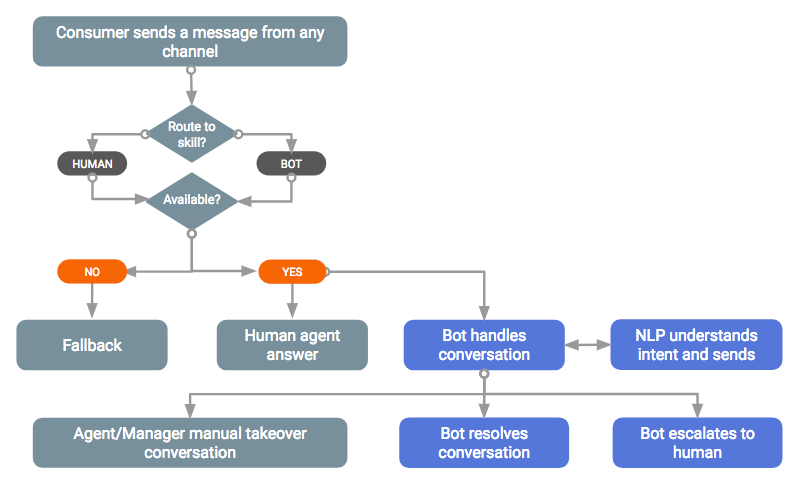 Consumer sends a message from any
channel
Route to
skill?
HUMAN
BOT
Available?
NO
YES
Fallback
Human agent
answer
Bot handles
conversation
NLP understands
intent and sends
Agent/Manager manual takeover
conversation
Bot resolves
conversation
Bot escalates to
human